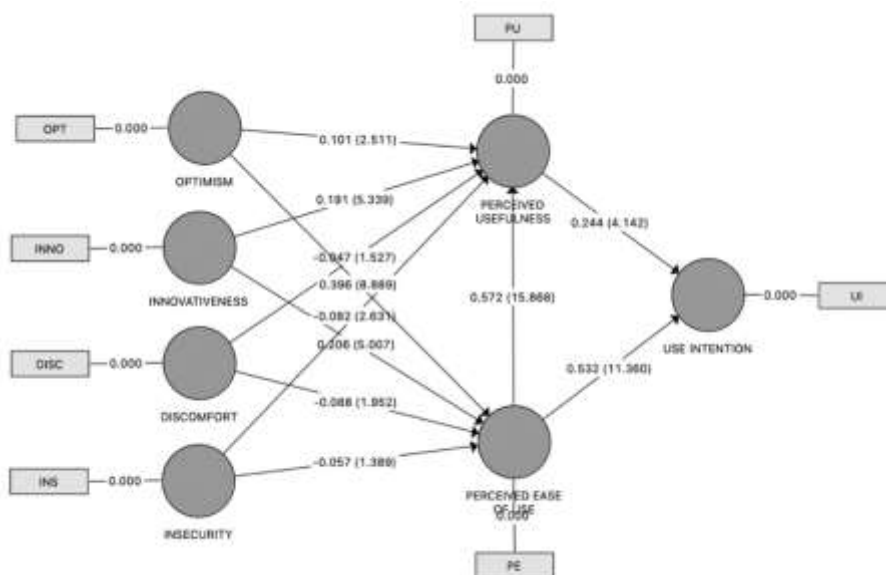 PU
0.000
OPT
0.000
OPTIMISM
0.101 (2.511)
PERCEIVED
USEFULNESS
0.191 (5.339)
INNO
0.000
INNOVATIVENESS
-0.047 (1.527)
0.396 (8.889)
0.244 (4.142)
0.572 (15.868)
0.000
UI
USE INTENTION
-0.082 (2.631)
0.206 (5.007)
DISC
0.000
DISCOMFORT
0.533 (11.360)
-0.088 (1.952)
-0.057 (1.389)
INS
0.000
INSECURITY
PERCEIVED EASE
OF USE
0.000
PE